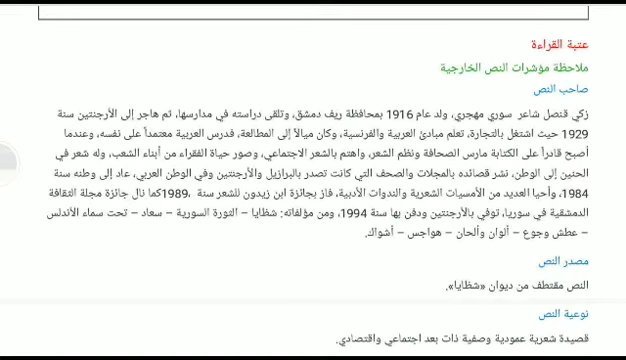 عتبة القراءة
ملاحظة مؤشرات النص الخارجية
صاحب النص
زكي قنصل شاعر سوري مهجري، ولد عام 1916 بمحافظة ريف دمشق، وتلقى دراسته في مدارسها، ثم هاجر إلى الأرجنتين سنة
1929 حيث اشتغل بالتجارة، تعلم مبادئ العربية والفرنسية، وكان ميالاً إلى المطالعة، فدرس العربية معتمداً على نفسه، وعندما
أصبح قادراً على الكتابة مارس الصحافة ونظم الشعر، واهتم بالشعر الاجتماعي، وصور حياة الفقراء من أبناء الشعب، وله شعر في
الحنين إلى الوطن، نشر قصائده بالمجلات والصحف التي كانت تصدر بالبرازيل والأرجنتين وفي الوطن العربي، عاد إلى وطنه سنة
1984، وأحيا العديد من الأمسيات الشعرية والندوات الأدبية، فاز بجائزة ابن زيدون للشعر سنة 1989، كما نال جائزة مجلة الثقافة
الدمشقية في سوريا، توفي بالأرجنتين ودفن بها سنة 1994، ومن مؤلفاته: شظايا – الثورة السورية – سعاد – تحت سماء الأندلس
– عطش وجوع – ألوان وألحان – هواجس – أشواك.
مصدر النص
النص مقتطف من ديوان «شظايا».
نوعية النص
قصيدة شعرية عمودية وصفية ذات بعد اجتماعي واقتصادي.